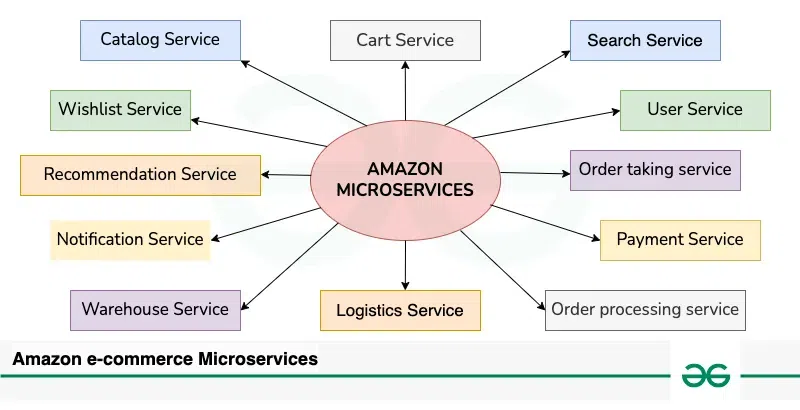 Catalog Service
Cart Service
Search Service
Wishlist Service
User Service
AMAZON
MICROSERVICES
Recommendation Service
Order taking service
Notification Service
Payment Service
Warehouse Service
Logistics Service
Order processing service
Amazon e-commerce Microservices